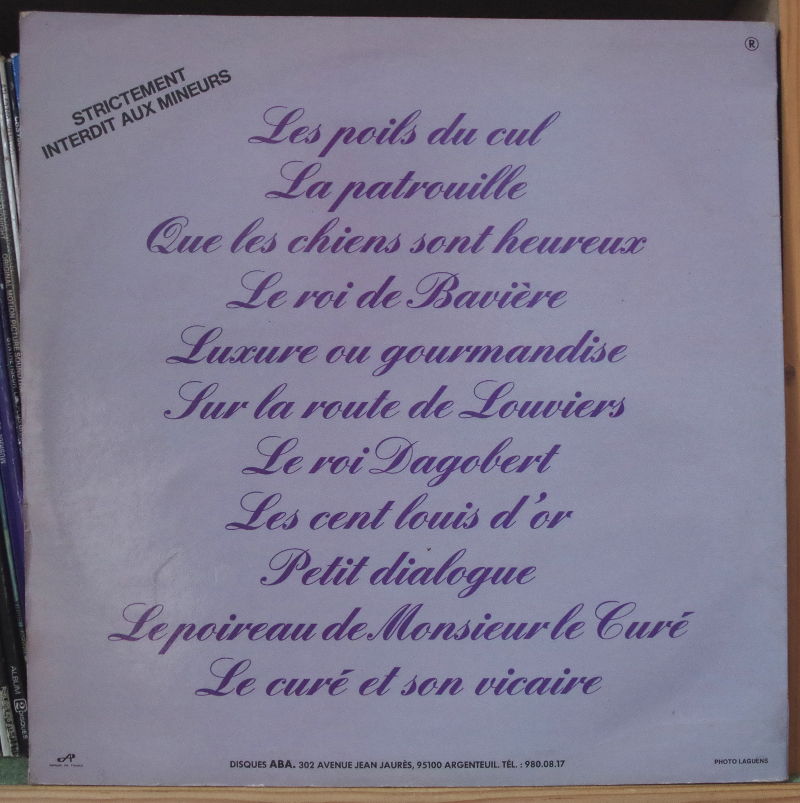 STRICTEMENT
INTERDIT AUX MINEURS
®
Les poils du cul
La patrouille
Que les chiens sont heureux
Le roi de Bavière
Luxure ou gourmandise
Sur la route de Louviers
Le roi Dagobert
Les cent louis d'or
Petit dialogue
Le poireau de Monsieur le Curé
Le curé et son vicaire
DISQUES ABA. 302 AVENUE JEAN JAURÈS, 95100 ARGENTEUIL. TÉL. : 980.08.17
PHOTO LAGUENS